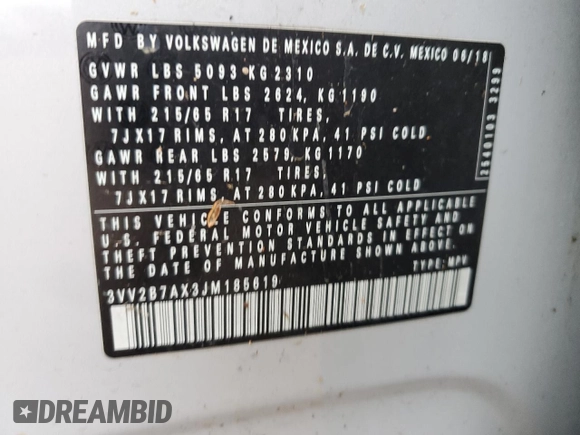 MFD BY VOLKSWAGEN DE MEXICO S.A. DE C.V. MEXICO 06/18
GVWR LBS 5093 KG 2310
GAWR FRONT LBS 2624, KG 1190
WITH 215/65 R17 TIRES,
7JX17 RIMS, AT 280 KPA, 41 PSI COLD
GAWR REAR LBS 2579, KG 1170
WITH 215/65 R17 TIRES,
7JX17 RIMS, AT 280 KPA, 41 PSI COLD
THIS VEHICLE CONFORMS TO ALL APPLICABLE
U.S. FEDERAL MOTOR VEHICLE SAFETY AND
THEFT PREVENTION STANDARDS IN EFFECT ON
THE DATE OF MANUFACTURE SHOWN ABOVE.
3VV2B7AX3JM185619 TYPE: MPV
2540103 3299
DREAMBID